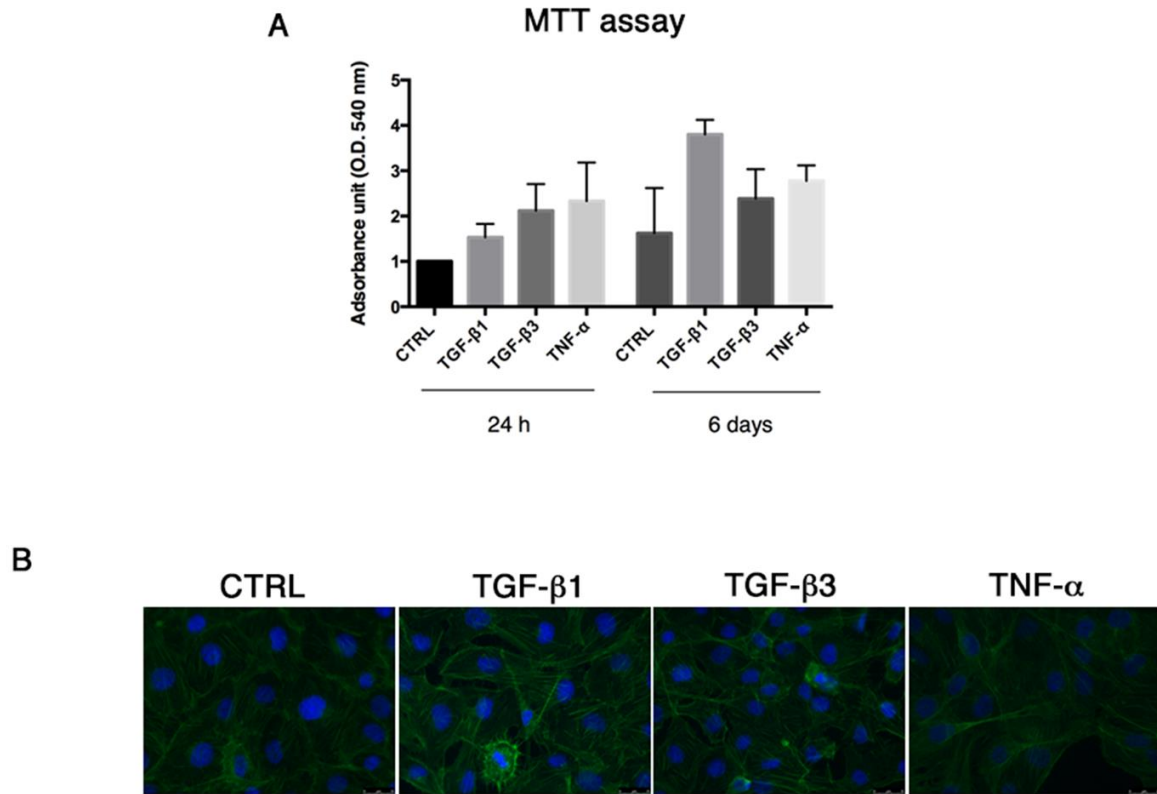 A
MTT assay
Adsorbance unit (O.D. 540 nm)
5
4
3
2
1
0
CTRL TGF-β1 TGF-β3 TNF-α CTRL TGF-β1 TGF-β3 TNF-α
24 h 6 days
B
CTRL TGF-β1 TGF-β3 TNF-α